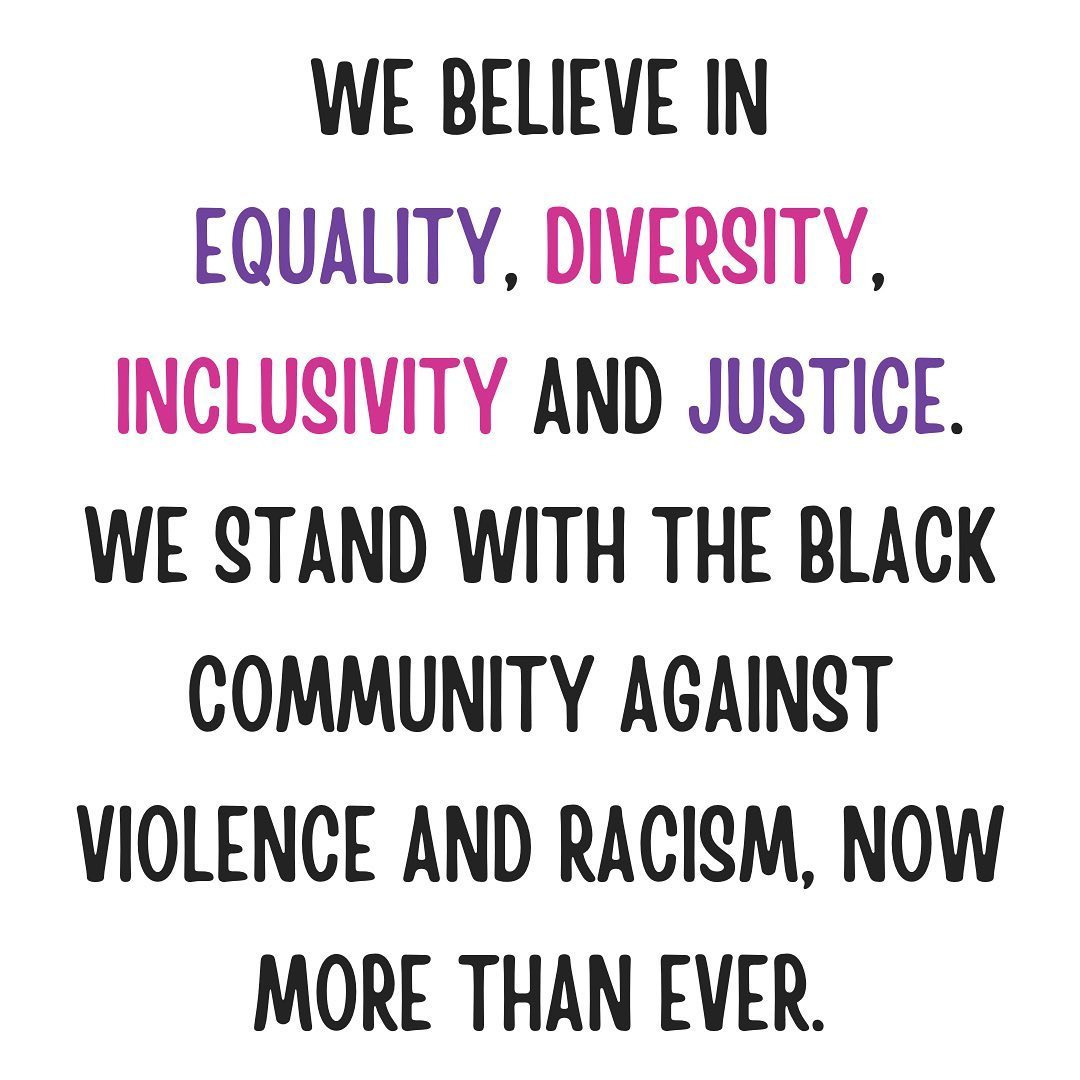 WE BELIEVE IN
EQUALITY, DIVERSITY,
INCLUSIVITY AND JUSTICE.
WE STAND WITH THE BLACK
COMMUNITY AGAINST
VIOLENCE AND RACISM, NOW
MORE THAN EVER.